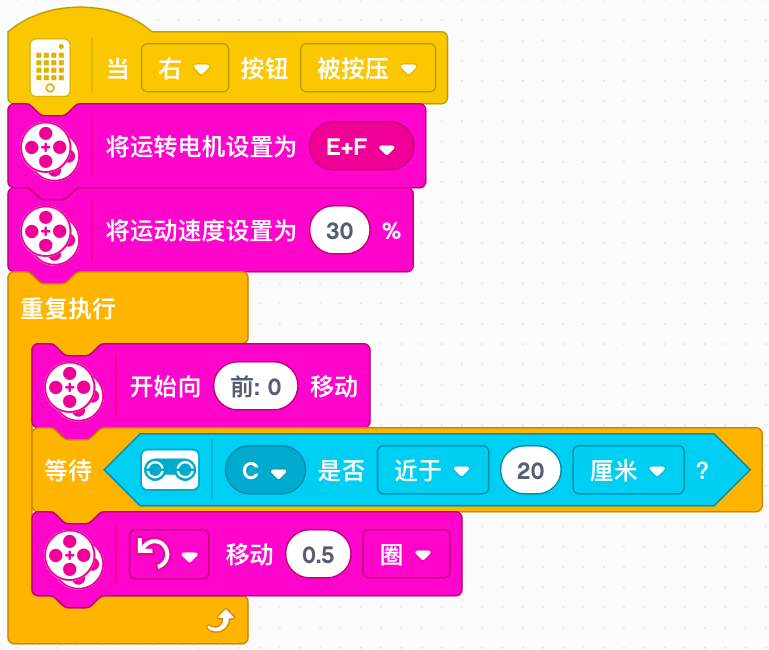 当 右 按钮 被按压
将运转电机设置为 E+F
将运动速度设置为 30 %
重复执行
开始向 前: 0 移动
等待 C 是否 近于 20 厘米 ?
移动 0.5 圈